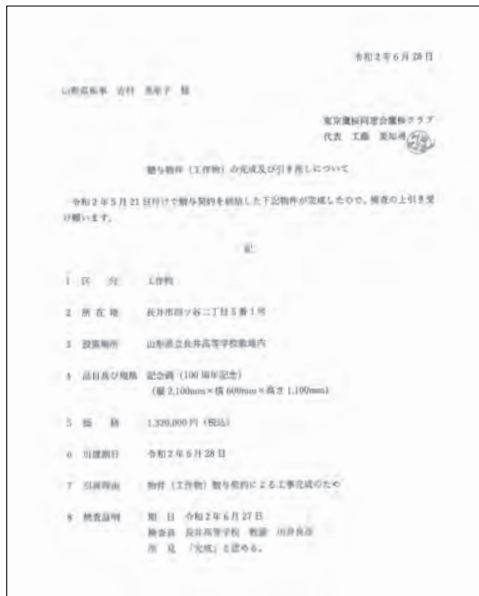 令和2年6月28日
山形県知事 吉村 美栄子 様
東京鷹桜同窓会鷹桜クラブ
代表 工藤 美知尋
贈与物件（工作物）の完成及び引き渡しについて
令和2年5月21日付けで贈与契約を締結した下記物件が完成したので、検査の上引き受
け願います。
記
1 区 分 工作物
2 所 在 地 長井市四ツ谷二丁目5番1号
3 設置場所 山形県立長井高等学校敷地内
4 品目及び規格 記念碑（100周年記念）
（縦2,100mm×横600mm×高さ1,100mm）
5 価 格 1,320,000円（税込）
6 引渡期日 令和2年6月28日
7 引渡理由 物件（工作物）贈与契約による工事完成のため
8 検査証明 期 日 令和2年6月27日
検査員 長井高等学校 教諭
所 見 「完成」と認める。